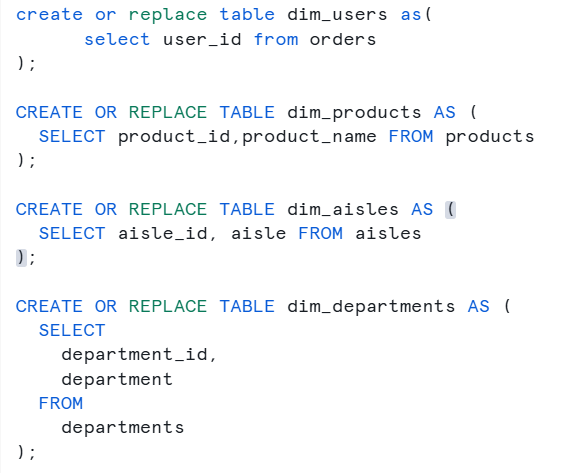 create or replace table dim_users as(
select user_id from orders
);
CREATE OR REPLACE TABLE dim_products AS (
SELECT product_id,product_name FROM products
);
CREATE OR REPLACE TABLE dim_aisles AS (
SELECT aisle_id, aisle FROM aisles
);
CREATE OR REPLACE TABLE dim_departments AS (
SELECT
department_id,
department
FROM
departments
);